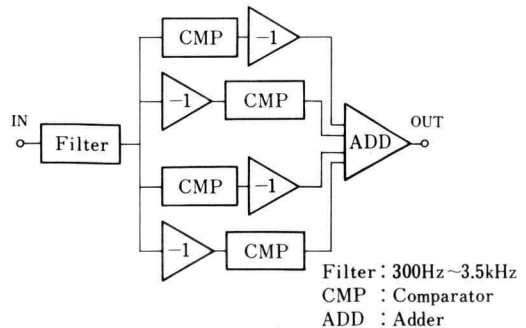 CMP
−1
−1
CMP
IN
OUT
Filter
ADD
CMP
−1
−1
CMP
Filter : 300Hz~3.5kHz
CMP : Comparator
ADD : Adder